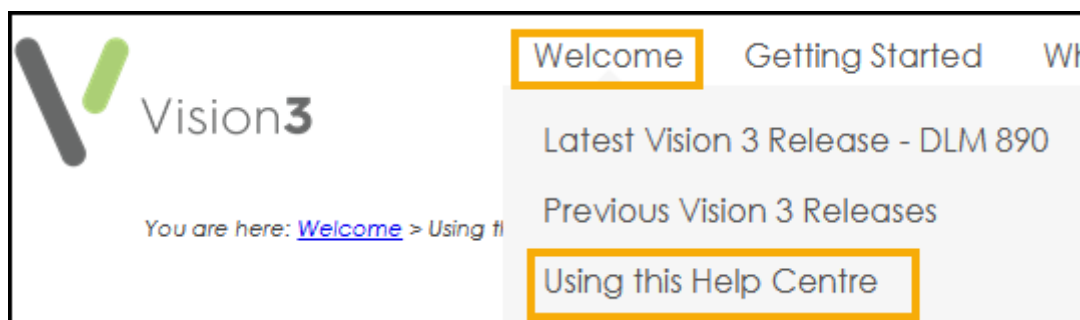 Welcome Getting Started
Vision3
Latest Vision 3 Release - DLM 890
Previous Vision 3 Releases
You are here: Welcome > Using
Using this Help Centre